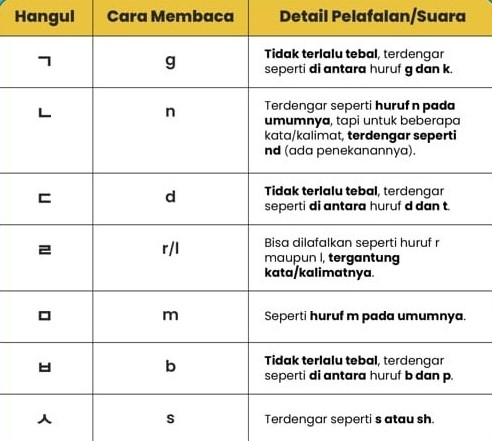 Hangul Cara Membaca Detail Pelafalan/Suara
ㄱ g Tidak terlalu tebal, terdengar
seperti di antara huruf g dan k.
ㄴ n Terdengar seperti huruf n pada
umumnya, tapi untuk beberapa
kata/kalimat, terdengar seperti
nd (ada penekanannya).
ㄷ d Tidak terlalu tebal, terdengar
seperti di antara huruf d dan t.
ㄹ r/l Bisa dilafalkan seperti huruf r
maupun l, tergantung
kata/kalimatnya.
ㅁ m Seperti huruf m pada umumnya.
ㅂ b Tidak terlalu tebal, terdengar
seperti di antara huruf b dan p.
ㅅ s Terdengar seperti s atau sh.